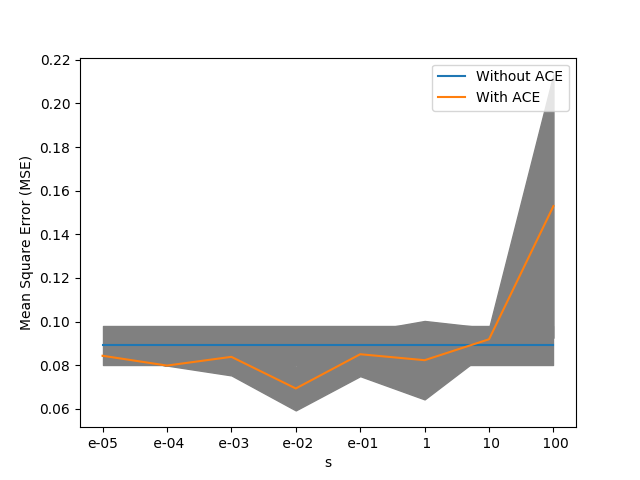 0.22
0.20
0.18
0.16
0.14
0.12
0.10
0.08
0.06
Mean Square Error (MSE)
Without ACE
With ACE
e-05 e-04 e-03 e-02 e-01 1 10 100
s